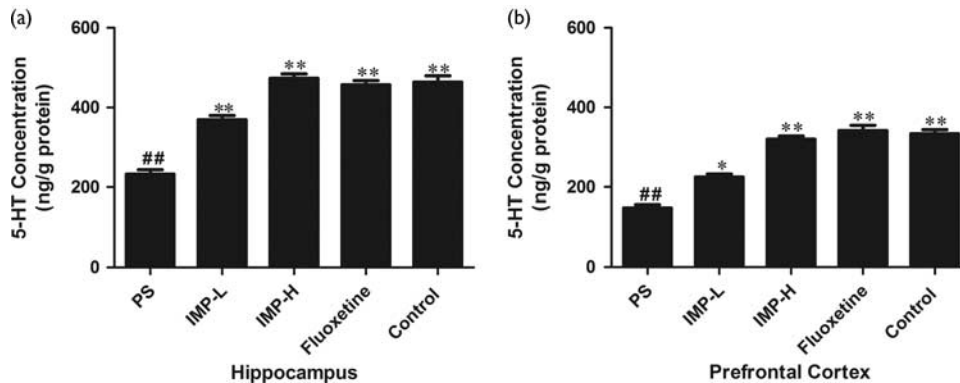 (a)
5-HT Concentration
(ng/g protein)
600
400
200
0
##
**
**
**
**
PS
IMP-L
IMP-H
Fluoxetine
Control
Hippocampus
(b)
5-HT Concentration
(ng/g protein)
600
400
200
0
##
*
**
**
**
PS
IMP-L
IMP-H
Fluoxetine
Control
Prefrontal Cortex